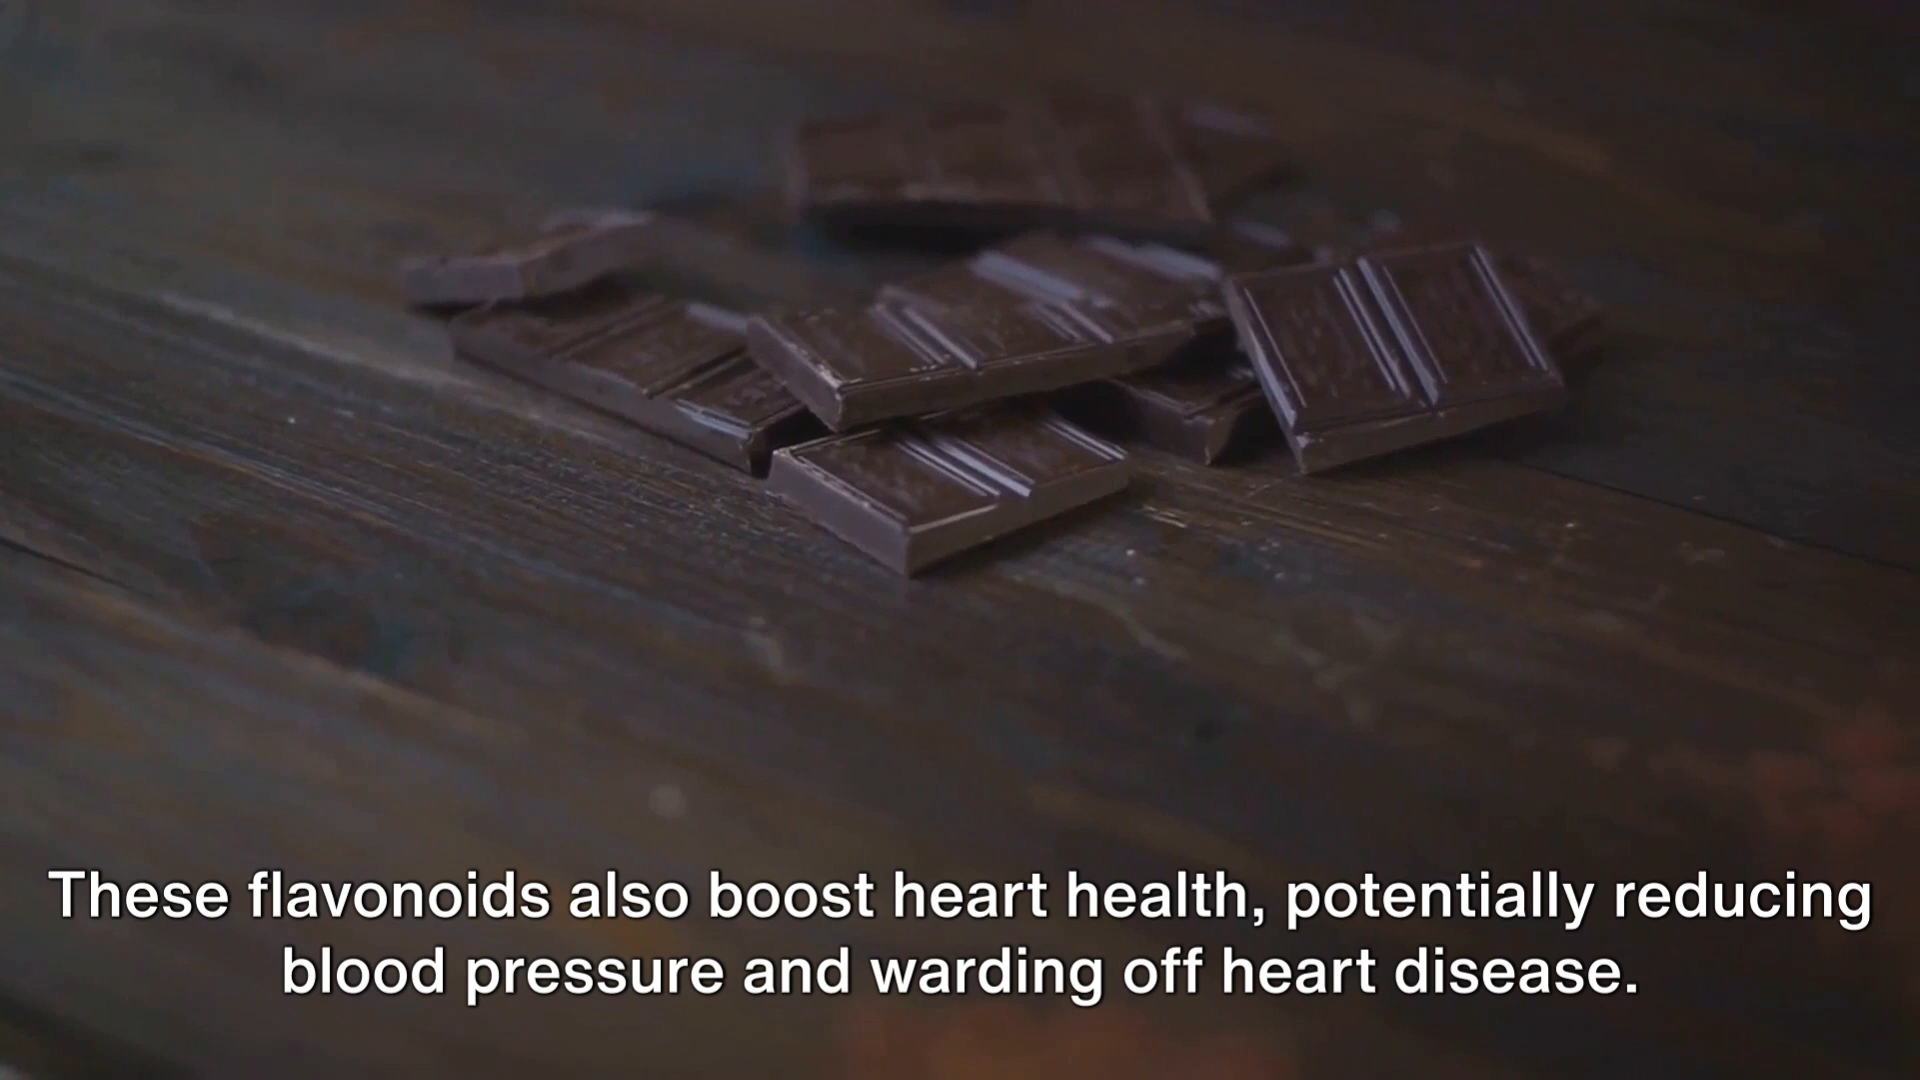 These flavonoids also boost heart health, potentially reducing
blood pressure and warding off heart disease.